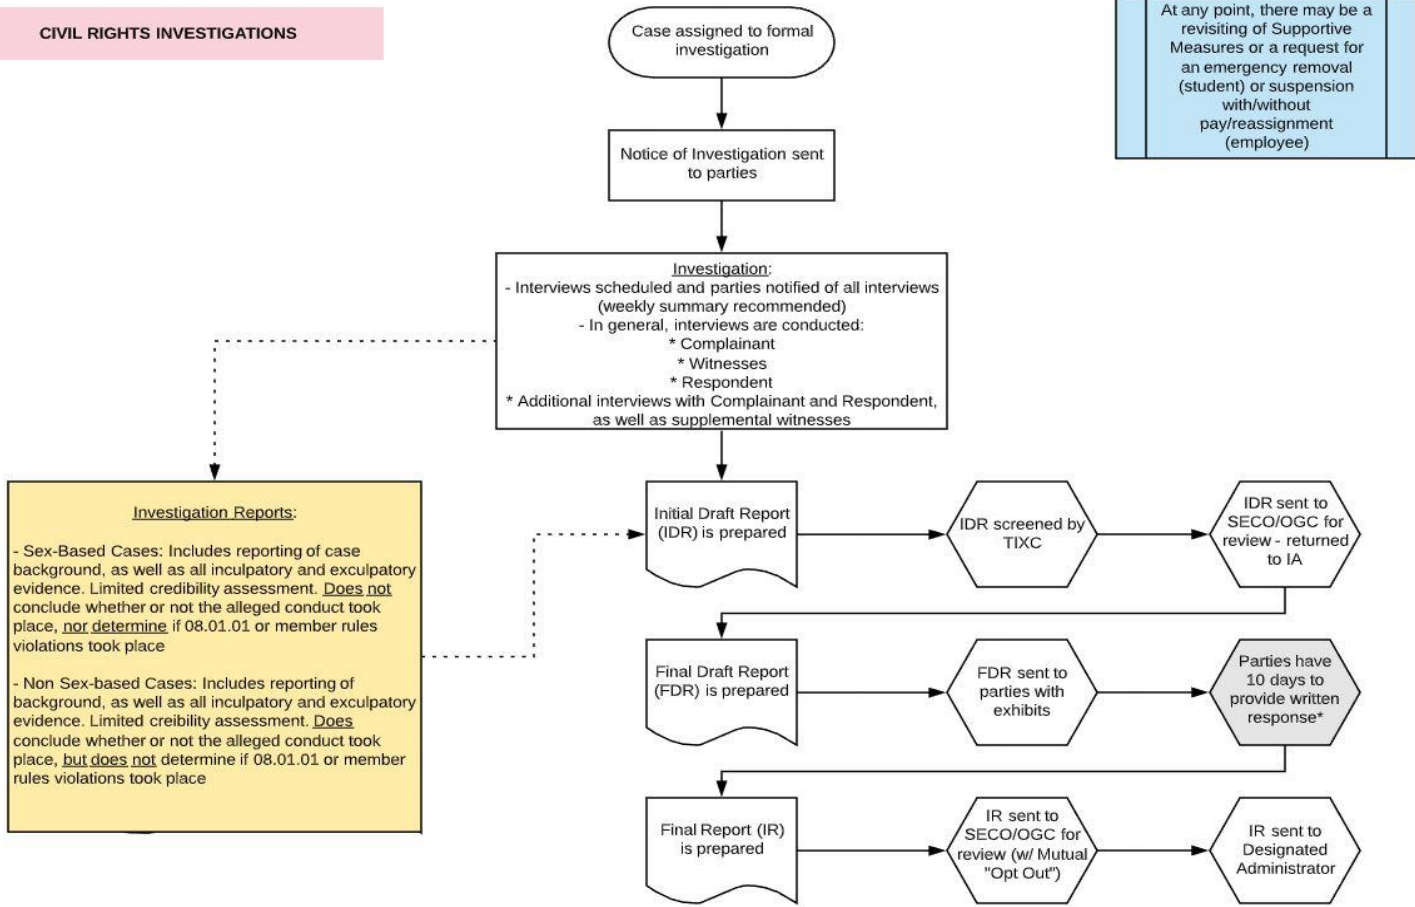 CIVIL RIGHTS INVESTIGATIONS
Case assigned to formal
investigation
At any point, there may be a
revisiting of Supportive
Measures or a request for
an emergency removal
(student) or suspension
with/without
pay/reassignment
(employee)
Notice of Investigation sent
to parties
Investigation:
- Interviews scheduled and parties notified of all interviews
(weekly summary recommended)
- In general, interviews are conducted:
* Complainant
* Witnesses
* Respondent
* Additional interviews with Complainant and Respondent,
as well as supplemental witnesses
Investigation Reports:
- Sex-Based Cases: Includes reporting of case
background, as well as all inculpatory and exculpatory
evidence. Limited credibility assessment. Does not
conclude whether or not the alleged conduct took
place, nor determine if 08.01.01 or member rules
violations took place
- Non Sex-based Cases: Includes reporting of
background, as well as all inculpatory and exculpatory
evidence. Limited creibility assessment. Does
conclude whether or not the alleged conduct took
place, but does not determine if 08.01.01 or member
rules violations took place
Initial Draft Report
(IDR) is prepared
IDR screened by
TIXC
IDR sent to
SECO/OGC for
review - returned
to IA
Final Draft Report
(FDR) is prepared
FDR sent to
parties with
exhibits
Parties have
10 days to
provide written
response*
Final Report (IR)
is prepared
IR sent to
SECO/OGC for
review (w/ Mutual
"Opt Out")
IR sent to
Designated
Administrator